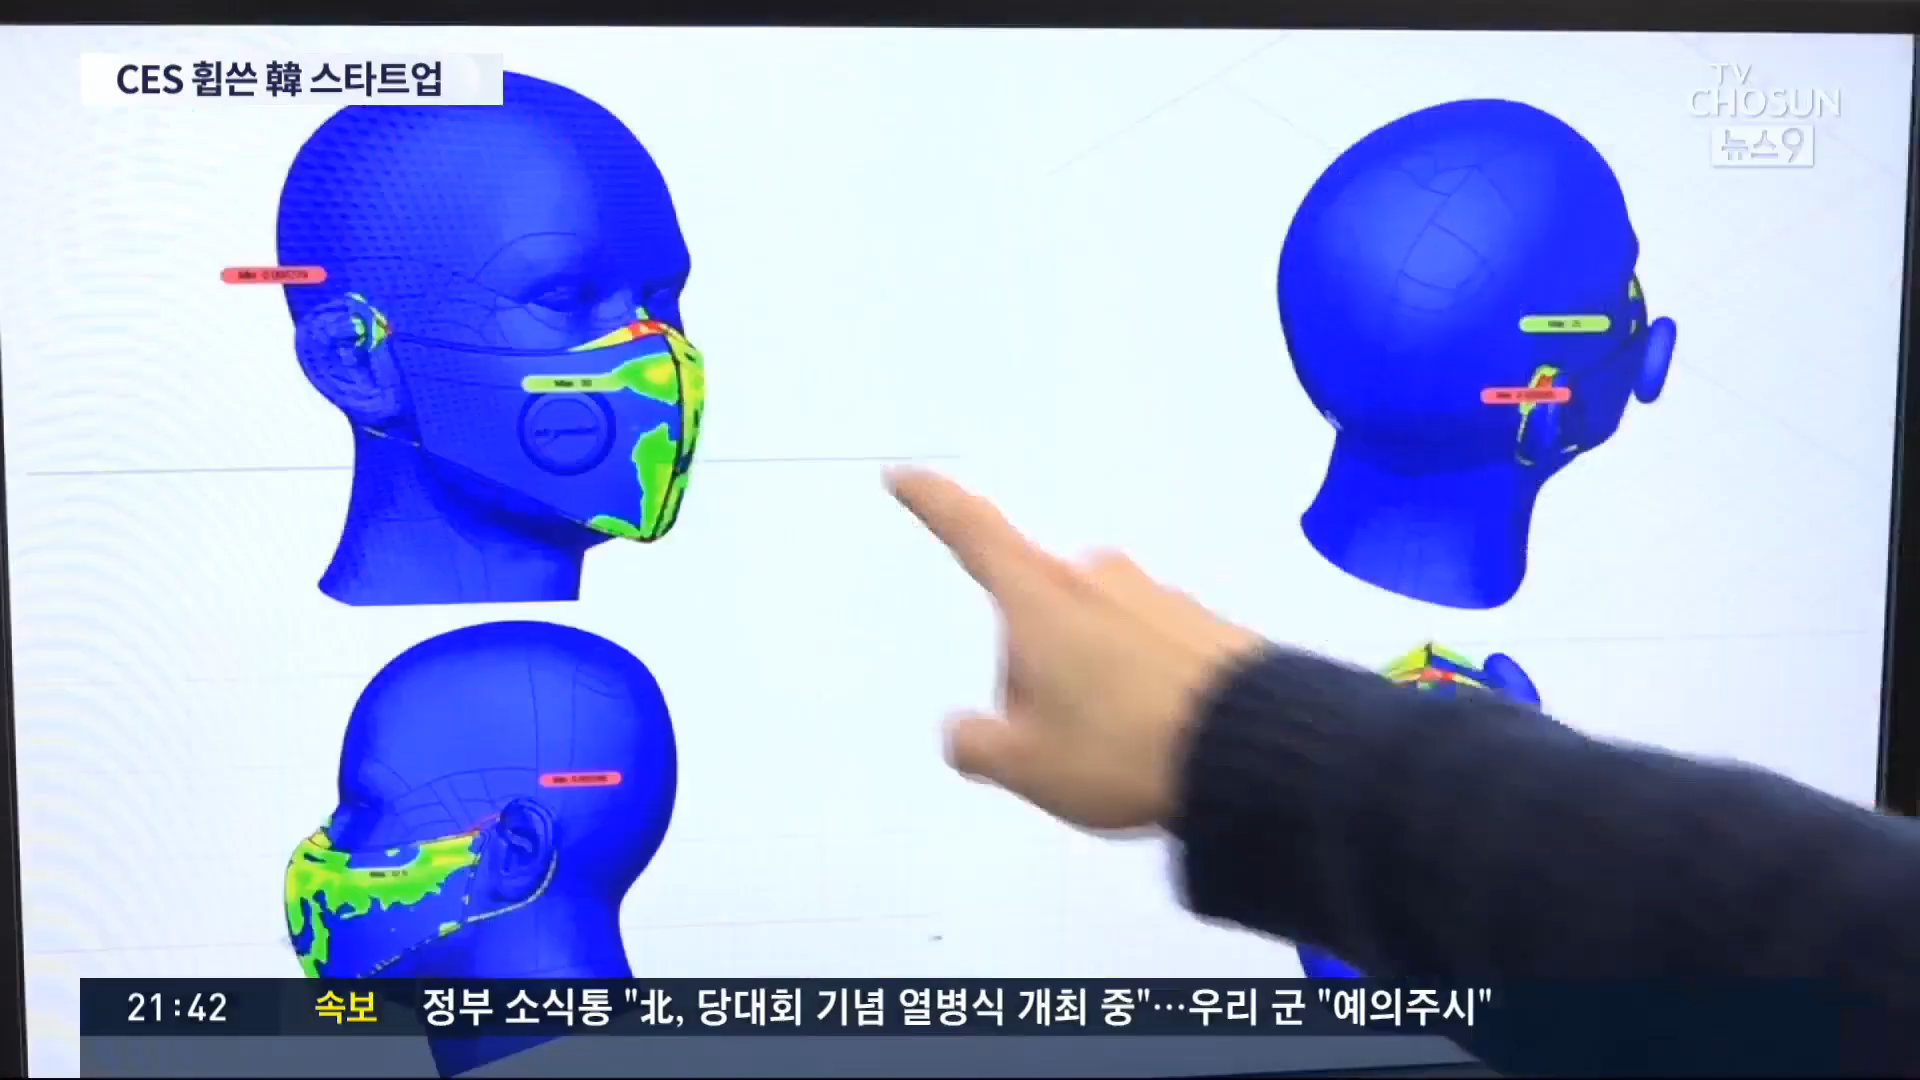 CES 휩쓴 韓 스타트업
TV
CHOSUN
뉴스9
21:42 속보 정부 소식통 "北, 당대회 기념 열병식 개최 중"…우리 군 "예의주시"